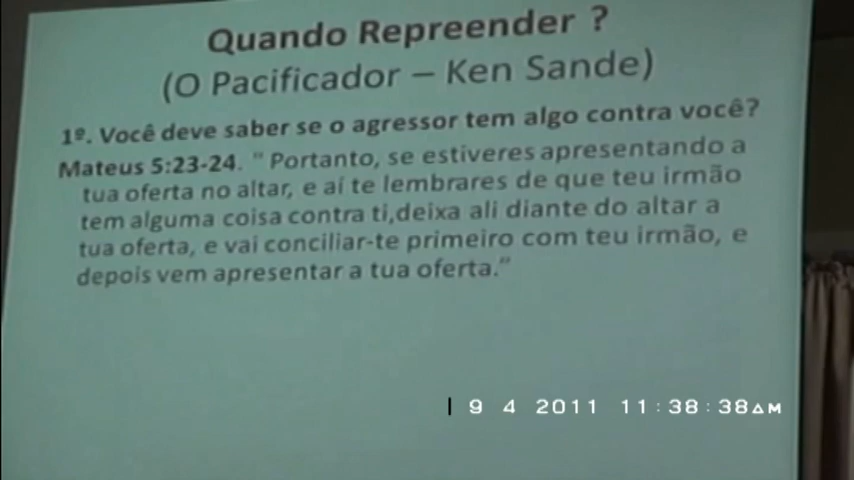 Quando Repreender ?
(O Pacificador – Ken Sande)
1º. Você deve saber se o agressor tem algo contra você?
Mateus 5:23-24. " Portanto, se estiveres apresentando a
tua oferta no altar, e aí te lembrares de que teu irmão
tem alguma coisa contra ti,deixa ali diante do altar a
tua oferta, e vai conciliar-te primeiro com teu irmão, e
depois vem apresentar a tua oferta."
9 4 2011 11:38:38AM